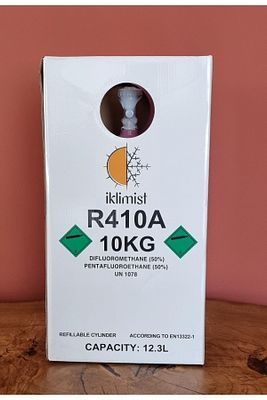 iklimist
R410A
10KG
DIFLUOROMETHANE (50%)
PENTAFLUOROETHANE (50%)
UN 1078
REFILLABLE CYLINDER ACCORDING TO EN13322-1
CAPACITY: 12.3L